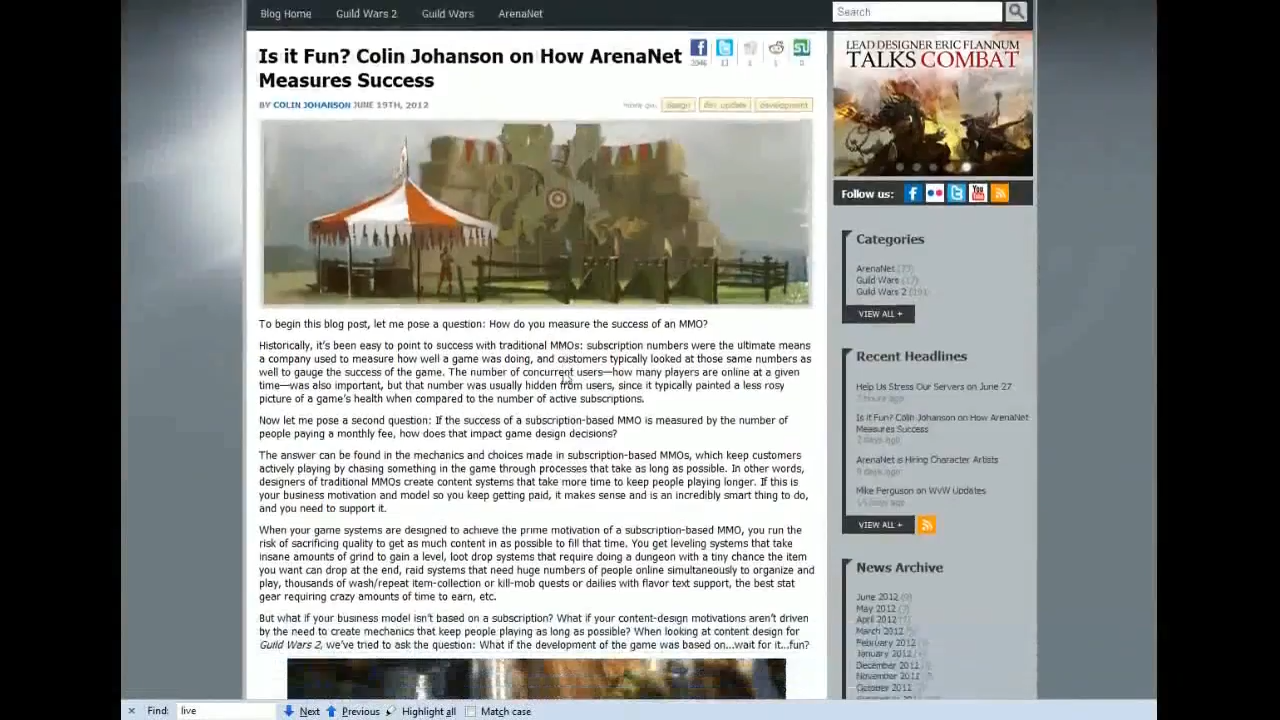 Blog Home Guild Wars 2 Guild Wars ArenaNet
Search
Is it Fun? Colin Johanson on How ArenaNet
Measures Success
BY COLIN JOHANSON JUNE 19TH, 2012
design dev update development
To begin this blog post, let me pose a question: How do you measure the success of an MMO?
Historically, it's been easy to point to success with traditional MMOs: subscription numbers were the ultimate means
a company used to measure how well a game was doing, and customers typically looked at those same numbers as
well to gauge the success of the game. The number of concurrent users—how many players are online at a given
time—was also important, but that number was usually hidden from users, since it typically painted a less rosy
picture of a game's health when compared to the number of active subscriptions.
Now let me pose a second question: If the success of a subscription-based MMO is measured by the number of
people paying a monthly fee, how does that impact game design decisions?
The answer can be found in the mechanics and choices made in subscription-based MMOs, which keep customers
actively playing by chasing something in the game through processes that take as long as possible. In other words,
designers of traditional MMOs create content systems that take more time to keep people playing longer. If this is
your business motivation and model so you keep getting paid, it makes sense and is an incredibly smart thing to do,
and you need to support it.
When your game systems are designed to achieve the prime motivation of a subscription-based MMO, you run the
risk of sacrificing quality to get as much content in as possible to fill that time. You get leveling systems that take
insane amounts of grind to gain a level, loot drop systems that require doing a dungeon with a tiny chance the item
you want can drop at the end, raid systems that need huge numbers of people online simultaneously to organize and
play, thousands of wash/repeat item-collection or kill-mob quests or dailies with flavor text support, the best stat
gear requiring crazy amounts of time to earn, etc.
But what if your business model isn't based on a subscription? What if your content-design motivations aren't driven
by the need to create mechanics that keep people playing as long as possible? When looking at content design for
Guild Wars 2, we've tried to ask the question: What if the development of the game was based on...wait for it...fun?
LEAD DESIGNER ERIC FLANNUM
TALKS COMBAT
Follow us:
You Tube
Categories
ArenaNet
Guild Wars
Guild Wars 2
VIEW ALL +
Recent Headlines
Help Us Stress Our Servers on June 27
hours ago
Is it Fun? Colin Johanson on How ArenaNet
Measures Success
days ago
ArenaNet is Hiring Character Artists
days ago
Mike Ferguson on WvW Updates
days ago
VIEW ALL +
News Archive
June 2012
May 2012
April 2012
March 2012
February 2012
January 2012
December 2011
November 2011
October 2011
× Find: live Next Previous Highlight all Match case